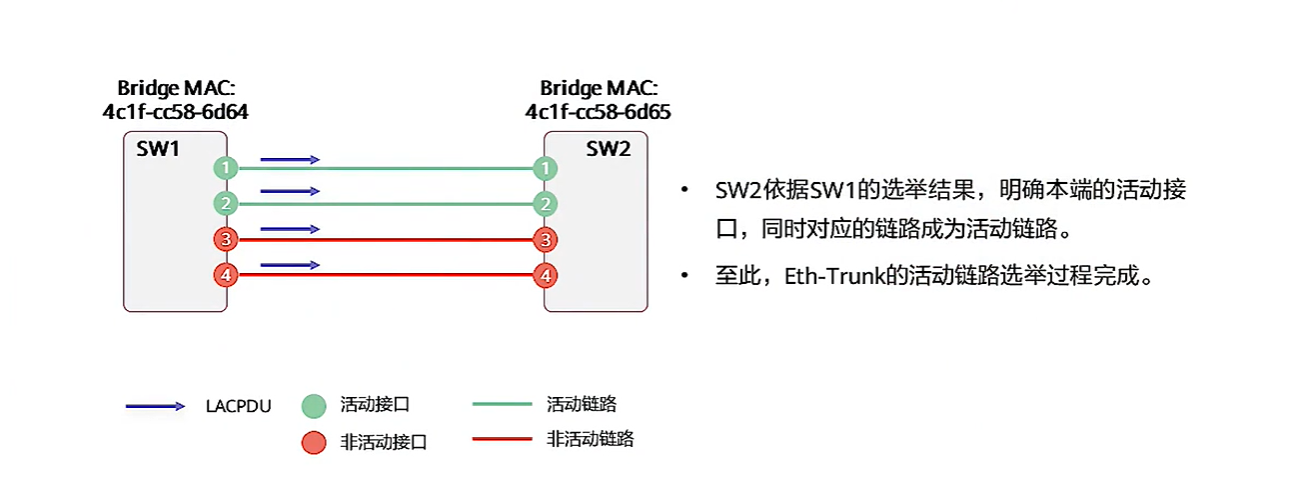 Bridge MAC:
4c1f-cc58-6d64
Bridge MAC:
4c1f-cc58-6d65
SW1
SW2
1
1
2
2
3
3
4
4
• SW2依据SW1的选举结果，明确本端的活动接
口，同时对应的链路成为活动链路。
• 至此，Eth-Trunk的活动链路选举过程完成。
LACPDU
活动接口
活动链路
非活动接口
非活动链路